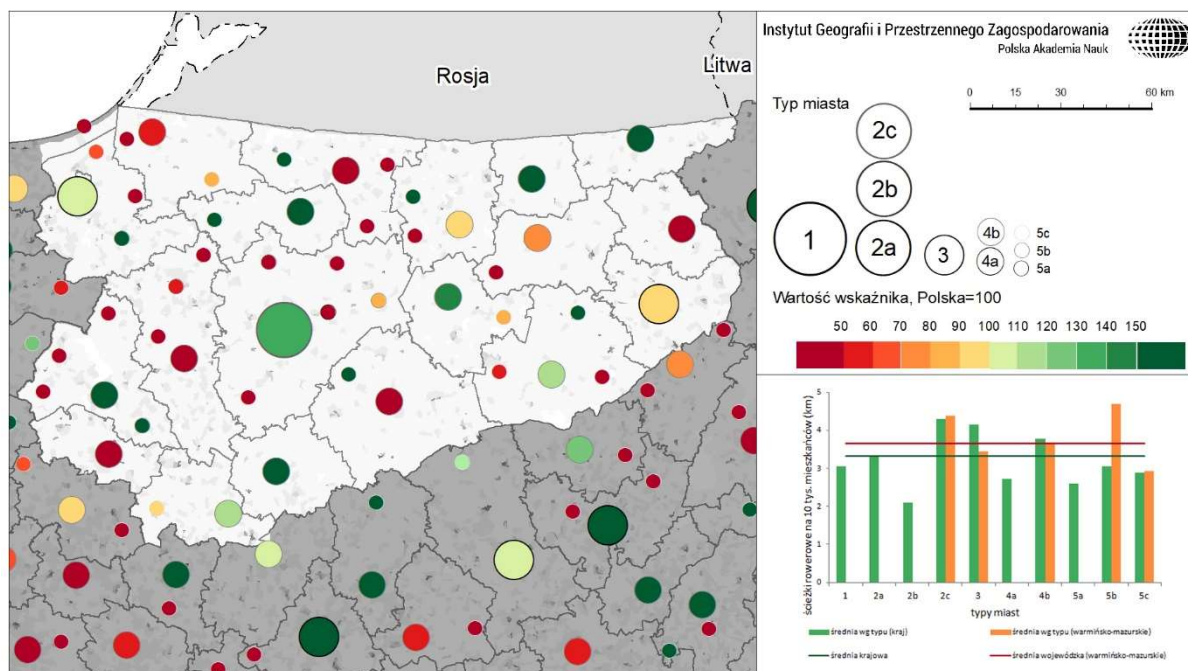 Rosja
Litwa
Instytut Geografii i Przestrzennego Zagospodarowania
Polska Akademia Nauk
0 15 30 60 km
Typ miasta
2c
2b
1
2a
3
4b
4a
5c
5b
5a
Wartość wskaźnika, Polska=100
50 60 70 80 90 100 110 120 130 140 150
ścieżki rowerowe na 10 tys. mieszkańców (km)
5
4
3
2
1
0
1 2a 2b 2c 3 4a 4b 5a 5b 5c
typy miast
średnia wg typu (kraj)
średnia wg typu (warmińsko-mazurskie)
średnia krajowa
średnia wojewódzka (warmińsko-mazurskie)